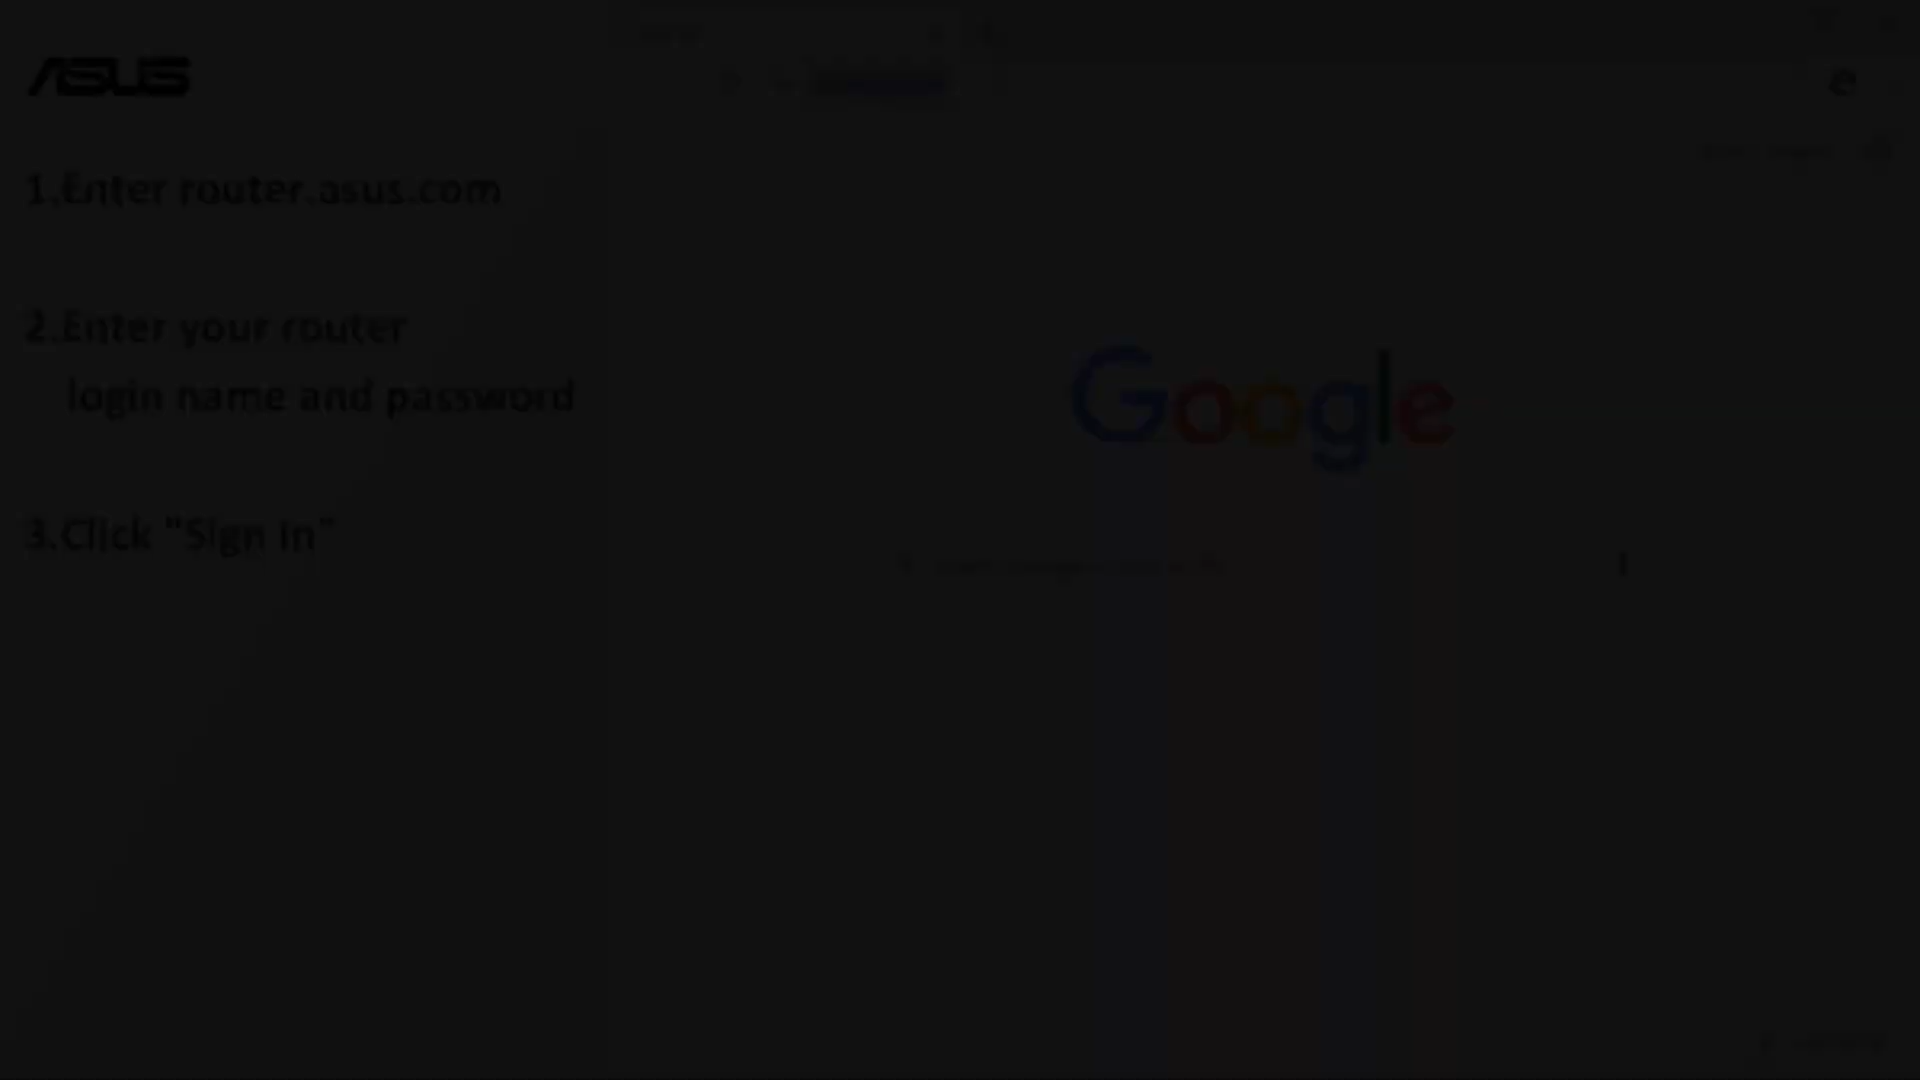 ASUS
1.Enter router.asus.com
2.Enter your router
login name and password
3.Click "Sign In"
Google